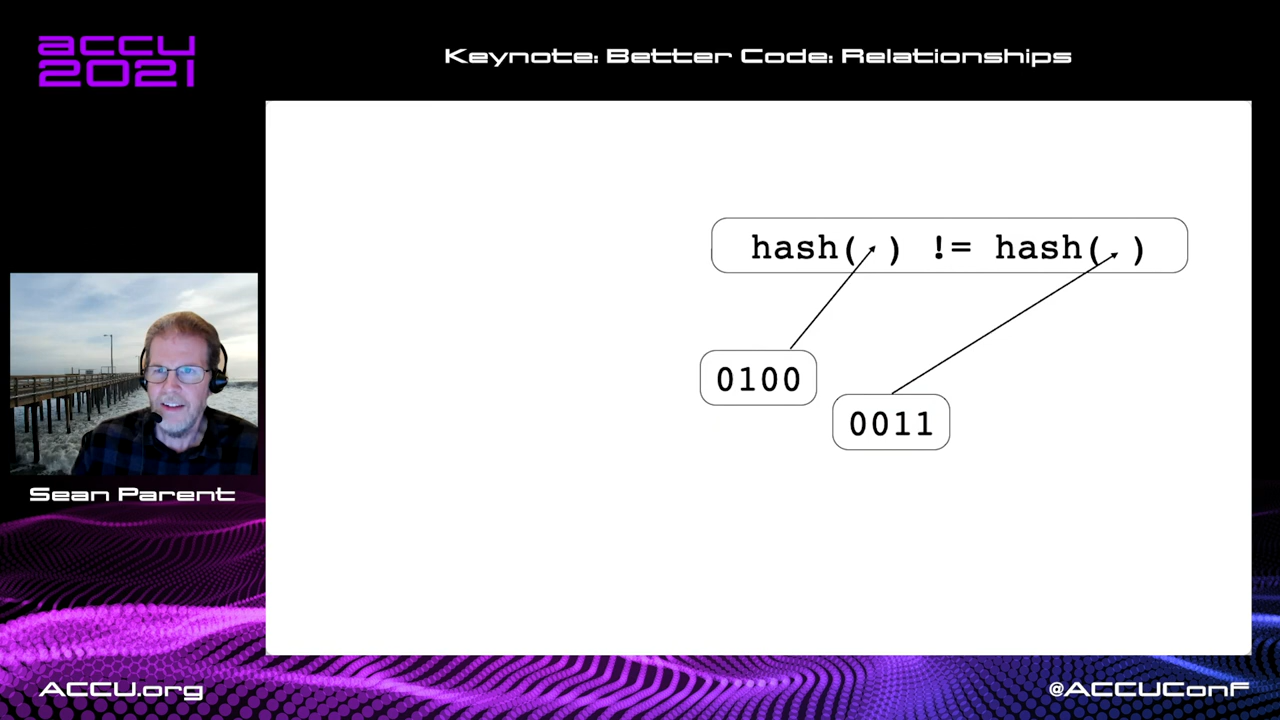 accu
2021
Keynote: Better Code: Relationships
hash( ) != hash( )
0100
0011
Sean Parent
ACCU.org
@ACCUConf